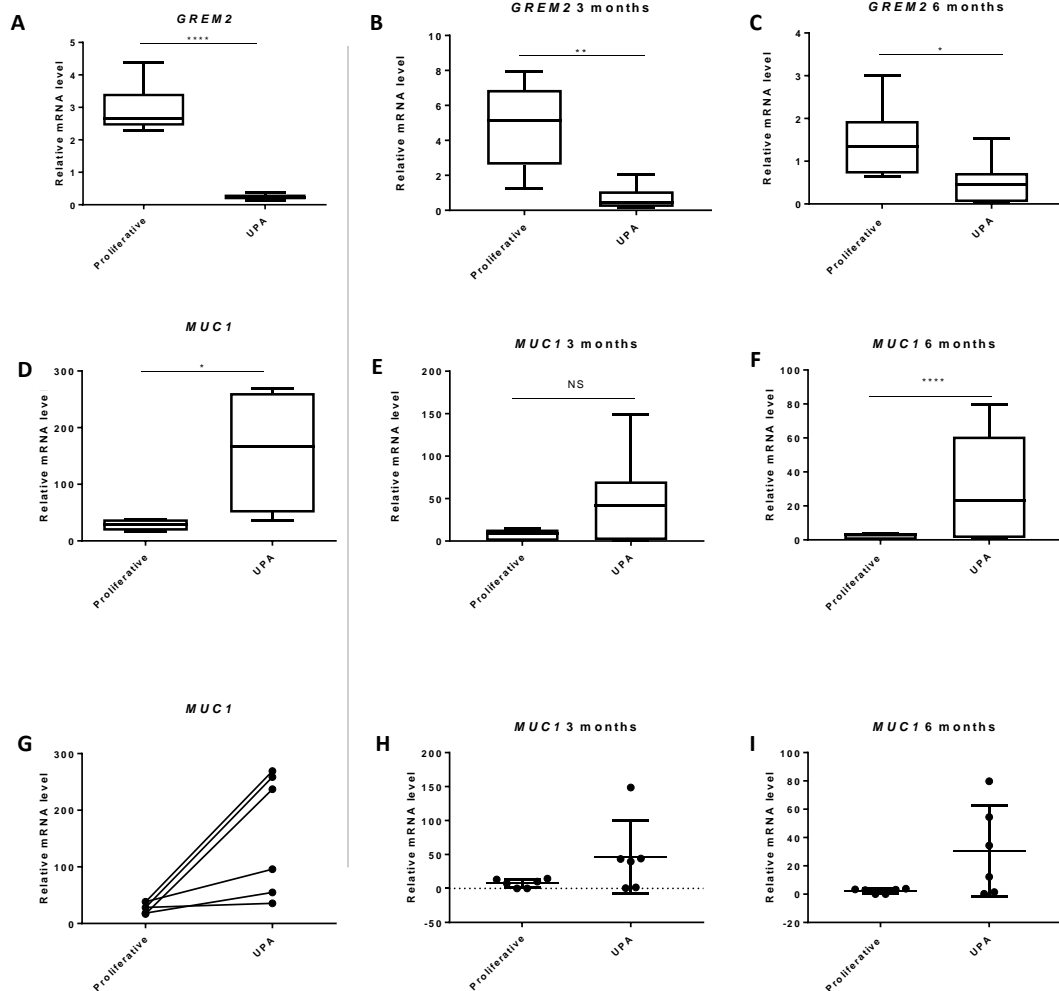 A
GREM2
****
Relative mRNA level
5
4
3
2
1
0
Proliferative
UPA
B
GREM2 3 months
**
Relative mRNA level
10
8
6
4
2
0
Proliferative
UPA
C
GREM2 6 months
*
Relative mRNA level
4
3
2
1
0
Proliferative
UPA
D
MUC1
*
Relative mRNA level
300
200
100
0
Proliferative
UPA
E
MUC1 3 months
NS
Relative mRNA level
200
150
100
50
0
Proliferative
UPA
F
MUC1 6 months
****
Relative mRNA level
100
80
60
40
20
0
Proliferative
UPA
G
MUC1
Relative mRNA level
300
200
100
0
Proliferative
UPA
H
MUC1 3 months
Relative mRNA level
200
150
100
50
0
-50
Proliferative
UPA
I
MUC1 6 months
Relative mRNA level
100
80
60
40
20
0
-20
Proliferative
UPA